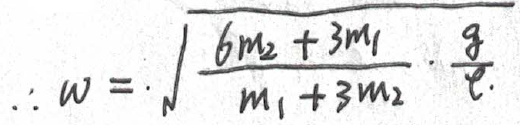 ∴ w = √((6m₂ + 3m₁)/(m₁ + 3m₂) · g/l)